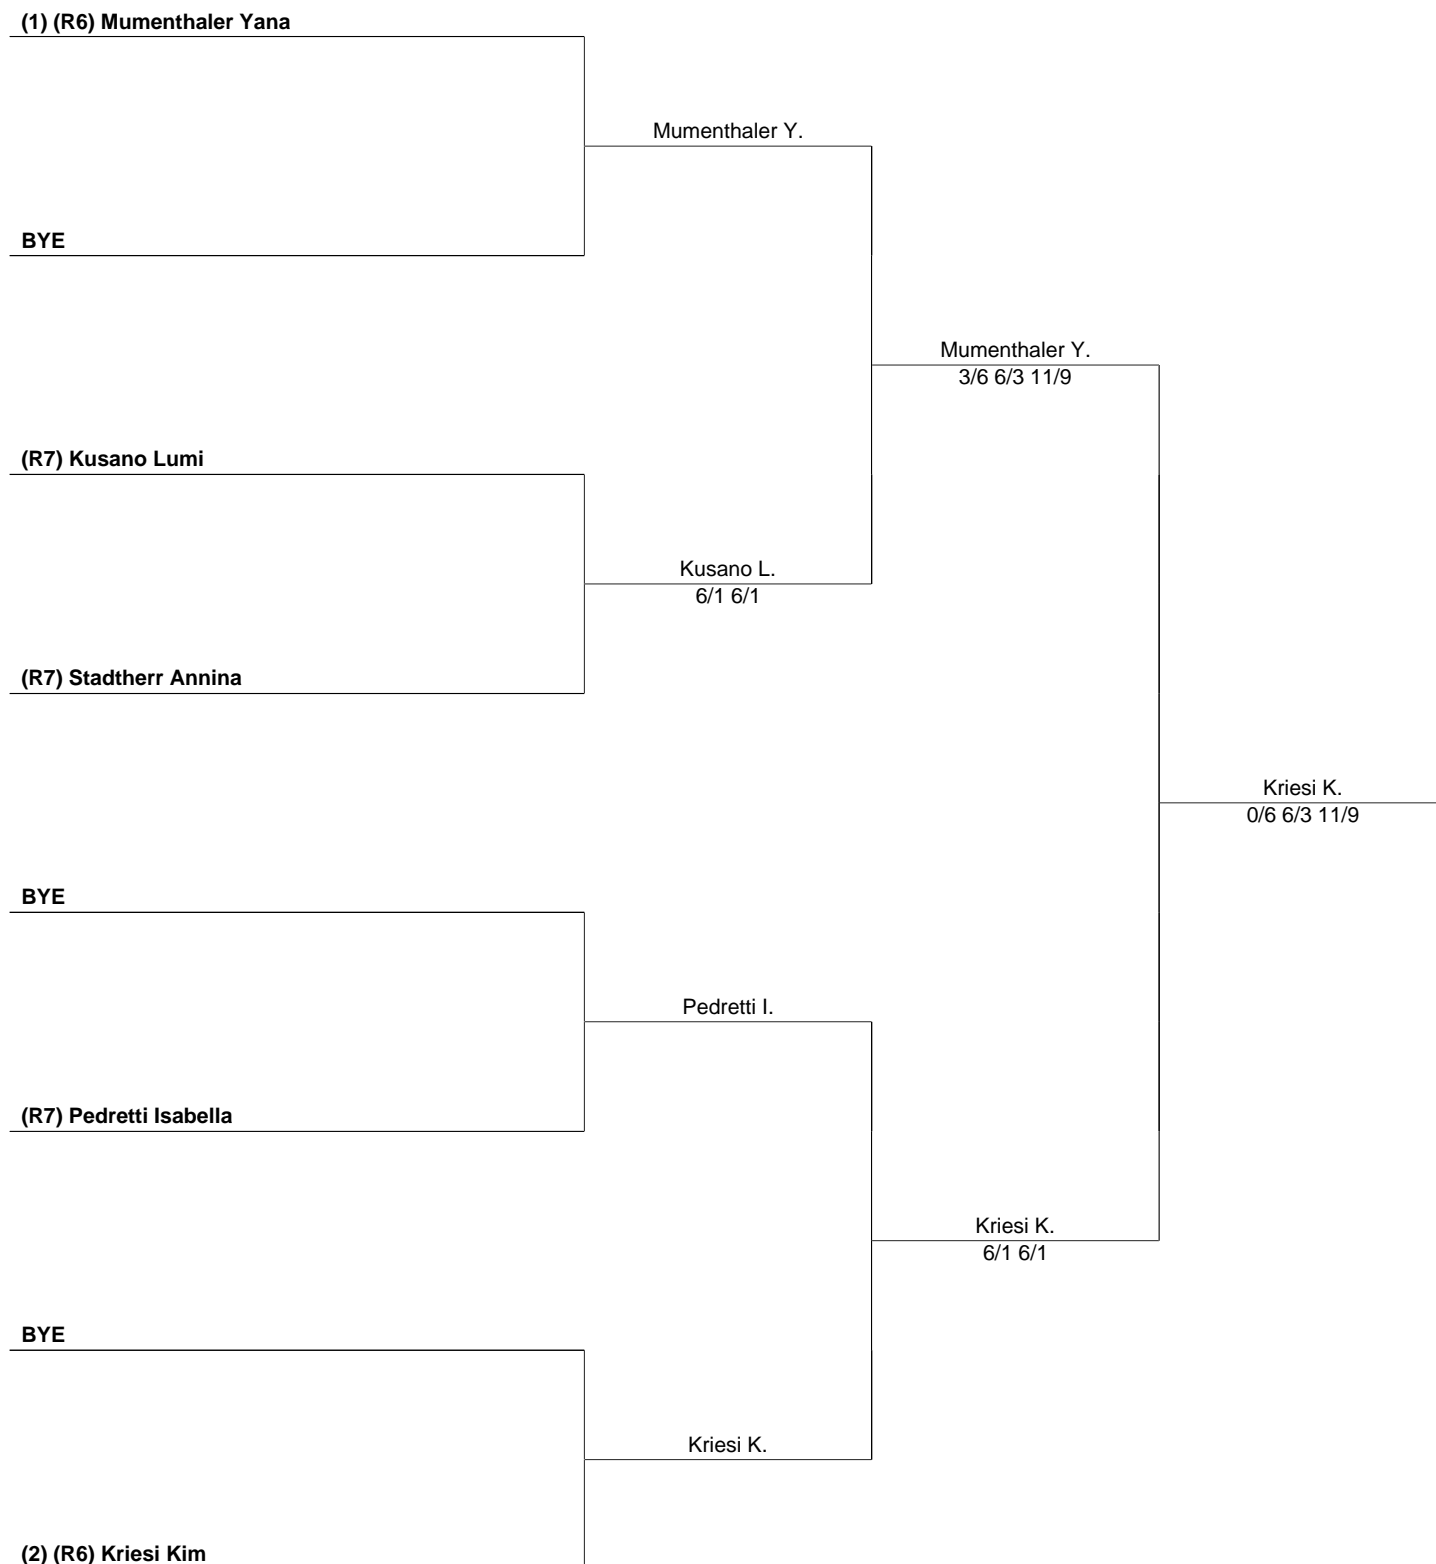 (1) (R6) Mumenthaler Yana
Mumenthaler Y.
BYE
Mumenthaler Y.
3/6 6/3 11/9
(R7) Kusano Lumi
Kusano L.
6/1 6/1
(R7) Stadtherr Annina
Kriesi K.
0/6 6/3 11/9
BYE
Pedretti I.
(R7) Pedretti Isabella
Kriesi K.
6/1 6/1
BYE
Kriesi K.
(2) (R6) Kriesi Kim